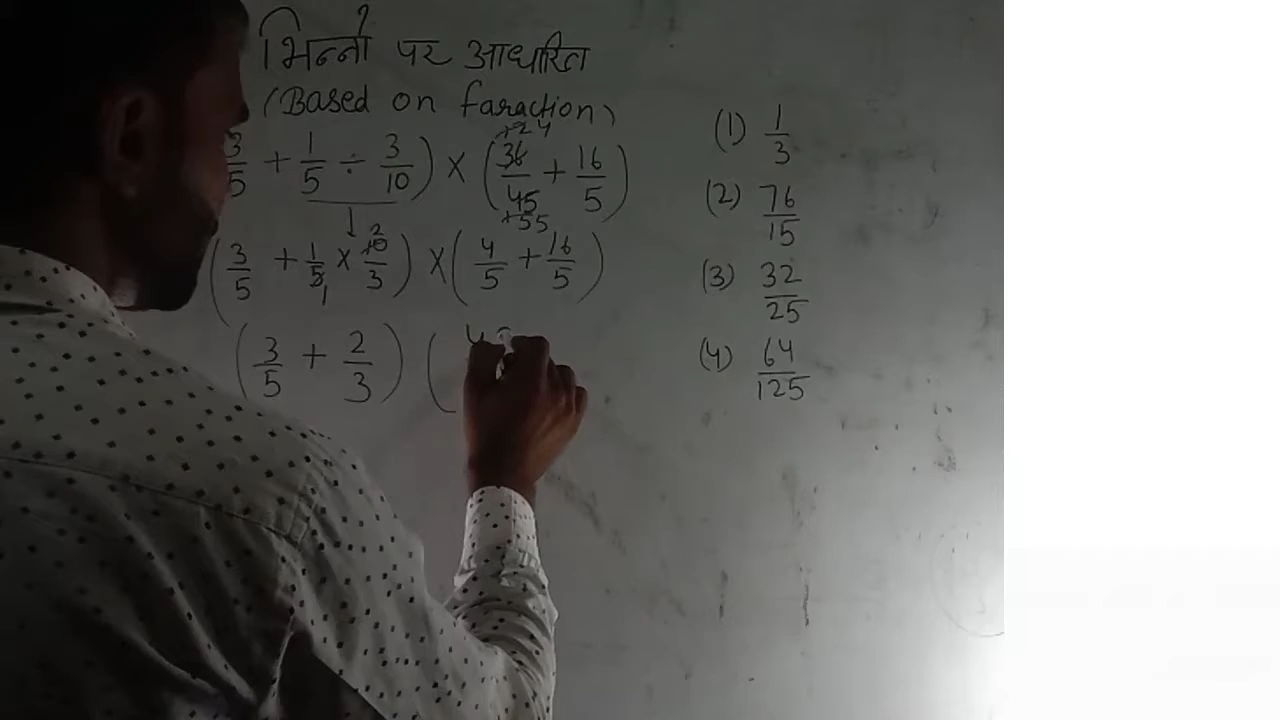 भिन्नों पर आधारित
(Based on faraction)
3/5 + 1/5 ÷ 3/10) × (36/45 + 16/5)
(3/5 + 1/5 × 10/3) × (4/5 + 16/5)
(3/5 + 2/3) (
(1) 1/3
(2) 76/15
(3) 32/25
(4) 64/125